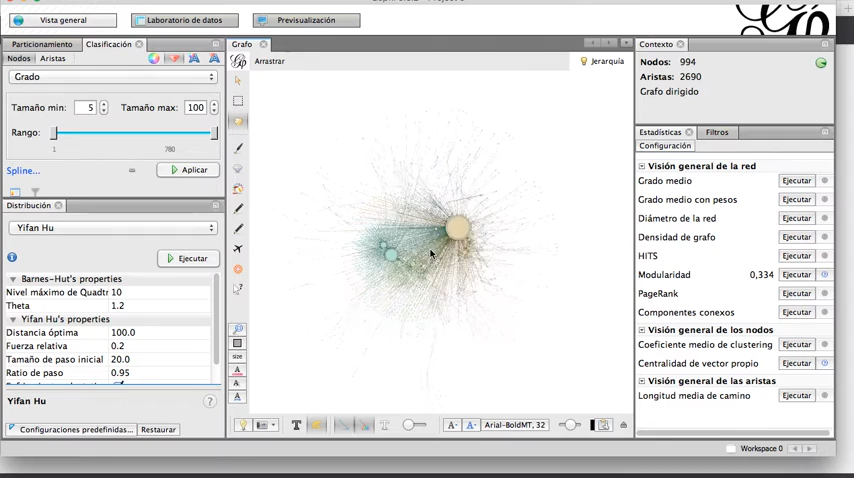 Vista general
Laboratorio de datos
Previsualización
Particionamiento
Clasificación
Nodos
Aristas
Grado
Tamaño min:
5
Tamaño max:
100
Rango:
1
780
Spline...
Aplicar
Distribución
Yifan Hu
Ejecutar
Barnes-Hut's properties
Nivel máximo de Quadtr
10
Theta
1.2
Yifan Hu's properties
Distancia óptima
100.0
Fuerza relativa
0.2
Tamaño de paso inicial
20.0
Ratio de paso
0.95
Yifan Hu
Configuraciones predefinidas...
Restaurar
Grafo
Arrastrar
Jerarquía
size
Arial-BoldMT, 32
Contexto
Nodos: 994
Aristas: 2690
Grafo dirigido
Estadísticas
Filtros
Configuración
Visión general de la red
Grado medio
Ejecutar
Grado medio con pesos
Ejecutar
Diámetro de la red
Ejecutar
Densidad de grafo
Ejecutar
HITS
Ejecutar
Modularidad
0,334
Ejecutar
PageRank
Ejecutar
Componentes conexos
Ejecutar
Visión general de los nodos
Coeficiente medio de clustering
Ejecutar
Centralidad de vector propio
Ejecutar
Visión general de las aristas
Longitud media de camino
Ejecutar
Workspace 0